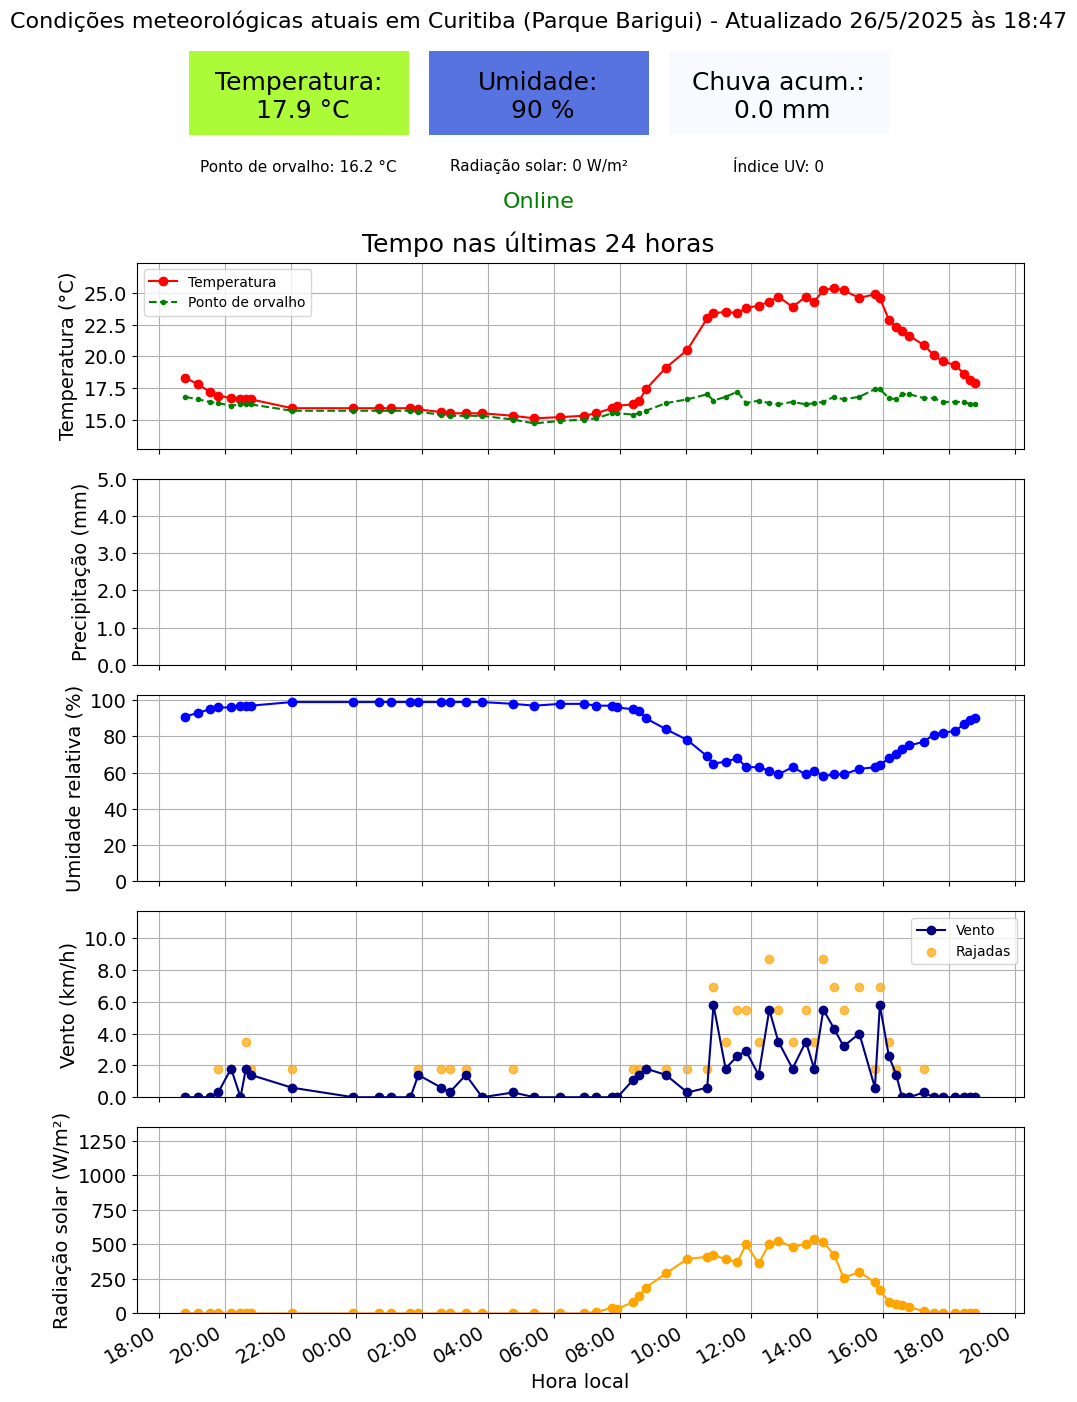 Condições meteorológicas atuais em Curitiba (Parque Barigui) - Atualizado 26/5/2025 às 18:47
Temperatura:
17.9 °C
Umidade:
90 %
Chuva acum.:
0.0 mm
Ponto de orvalho: 16.2 °C
Radiação solar: 0 W/m²
Índice UV: 0
Online
Tempo nas últimas 24 horas
Temperatura (°C)
25.0
22.5
20.0
17.5
15.0
Temperatura
Ponto de orvalho
Precipitação (mm)
5.0
4.0
3.0
2.0
1.0
0.0
Umidade relativa (%)
100
80
60
40
20
0
Vento (km/h)
10.0
8.0
6.0
4.0
2.0
0.0
Vento
Rajadas
Radiação solar (W/m²)
1250
1000
750
500
250
0
18:00
20:00
22:00
00:00
02:00
04:00
06:00
08:00
10:00
12:00
14:00
16:00
18:00
20:00
Hora local